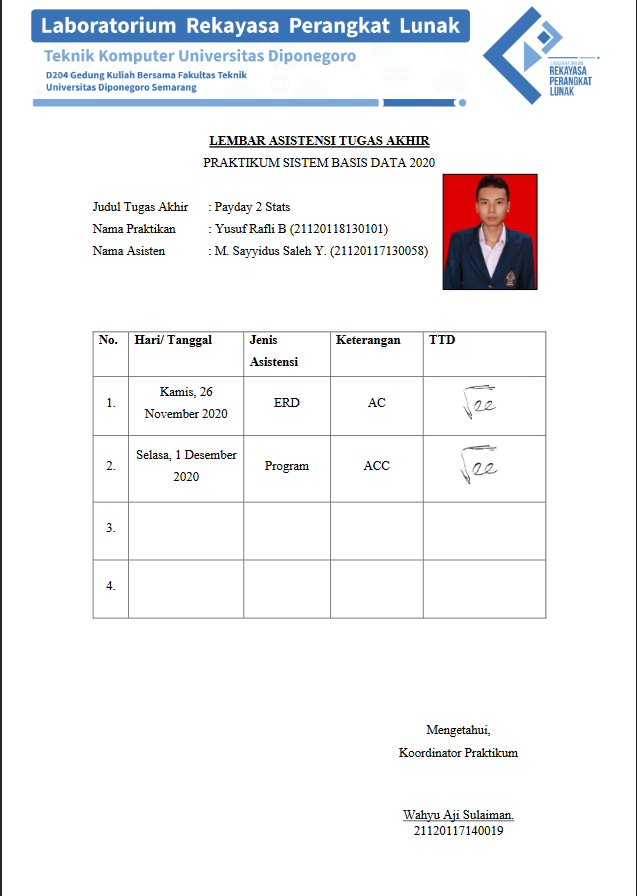 Laboratorium Rekayasa Perangkat Lunak
Teknik Komputer Universitas Diponegoro
D204 Gedung Kuliah Bersama Fakultas Teknik
Universitas Diponegoro Semarang
LABORATORIUM
REKAYASA
PERANGKAT
LUNAK
LEMBAR ASISTENSI TUGAS AKHIR
PRAKTIKUM SISTEM BASIS DATA 2020
Judul Tugas Akhir : Payday 2 Stats
Nama Praktikan : Yusuf Rafli B (21120118130101)
Nama Asisten : M. Sayyidus Saleh Y. (21120117130058)
No. Hari/ Tanggal Jenis Asistensi Keterangan TTD
1. Kamis, 26 November 2020 ERD AC
2. Selasa, 1 Desember 2020 Program ACC
3.
4.
Mengetahui,
Koordinator Praktikum
Wahyu Aji Sulaiman.
21120117140019